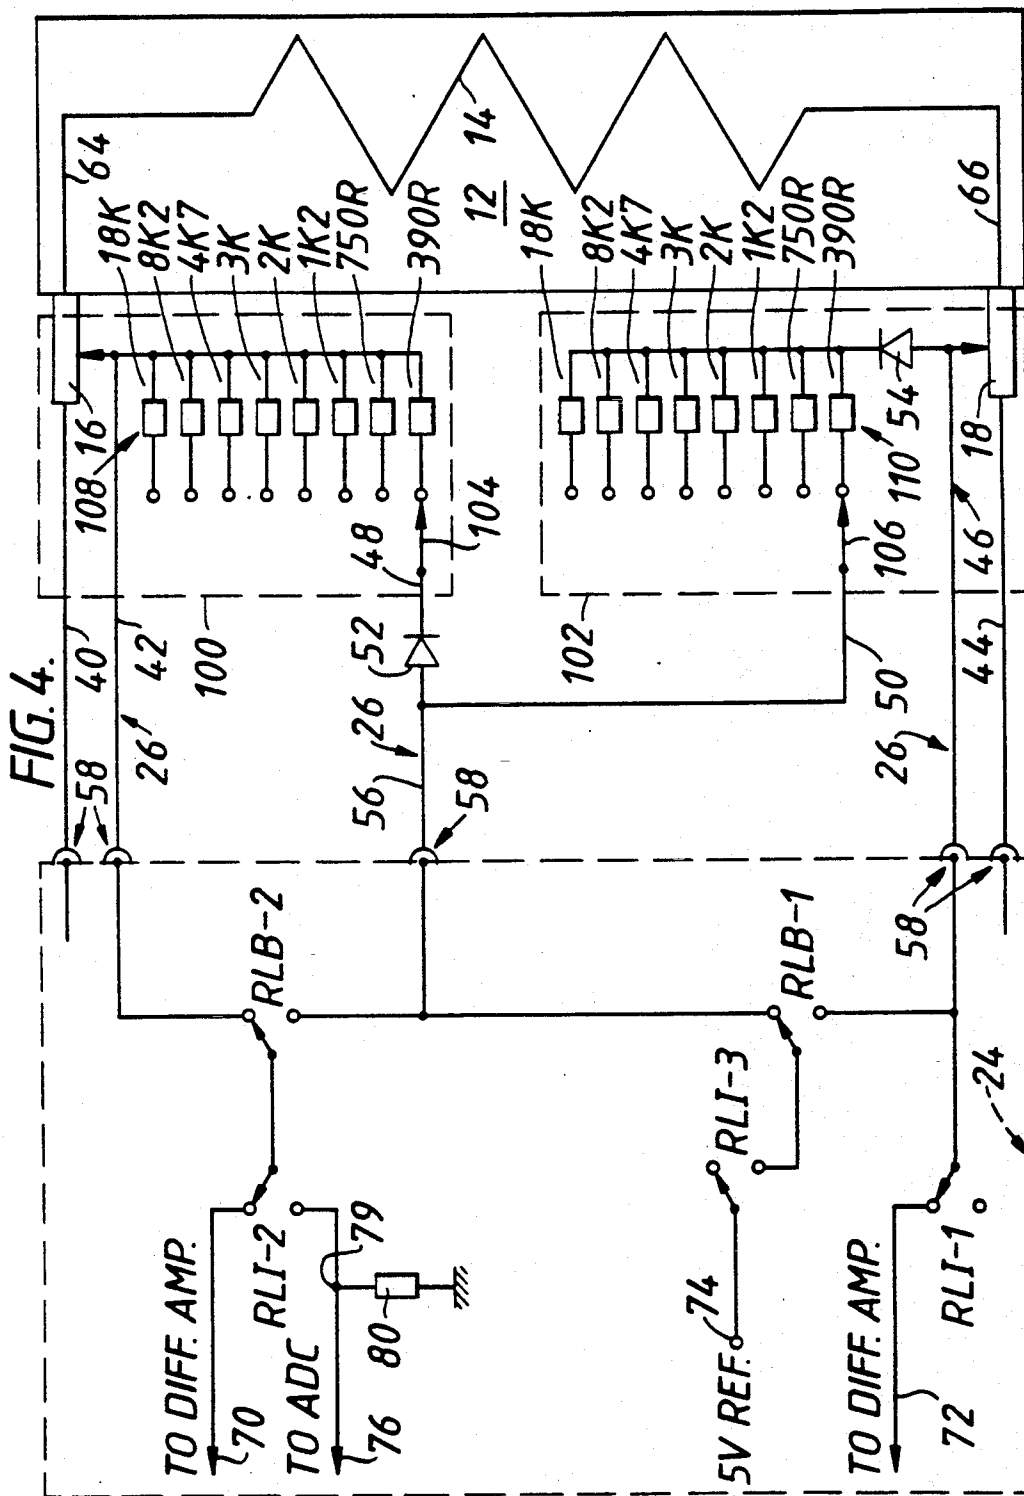 FIG. 4.
58
40
42
26
100
108
16
64
18K
8K2
4K7
3K
2K
1K2
750R
390R
12
14
48
104
52
26
56
58
18K
8K2
4K7
3K
2K
1K2
750R
390R
102
106
110
54
18
66
50
26
46
44
58
RLB-2
RLB-1
RLI-3
RLI-2
RLI-1
24
TO DIFF. AMP.
70
TO ADC
76
79
80
5V REF.
74
TO DIFF. AMP.
72